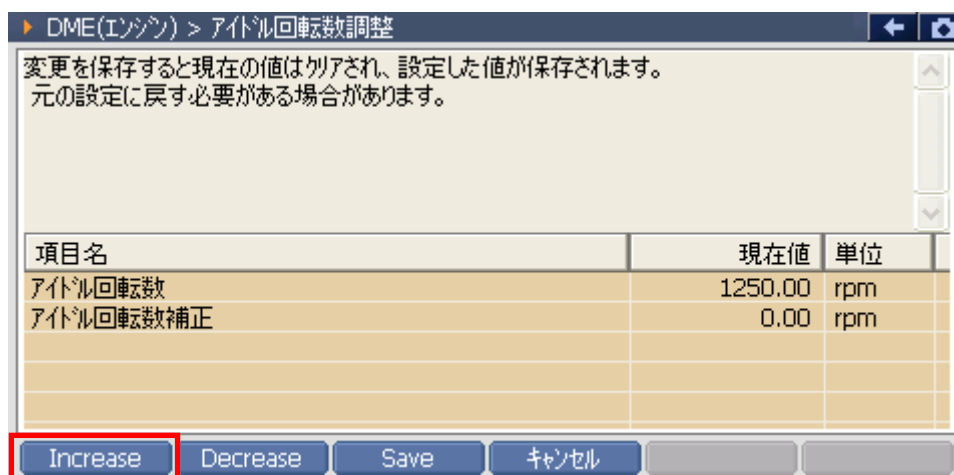 DME(ｴﾝｼﾞﾝ) > ｱｲﾄﾞﾙ回転数調整
変更を保存すると現在の値はｸﾘｱされ、設定した値が保存されます。
元の設定に戻す必要がある場合があります。
項目名 現在値 単位
ｱｲﾄﾞﾙ回転数 1250.00 rpm
ｱｲﾄﾞﾙ回転数補正 0.00 rpm
Increase Decrease Save ｷｬﾝｾﾙ